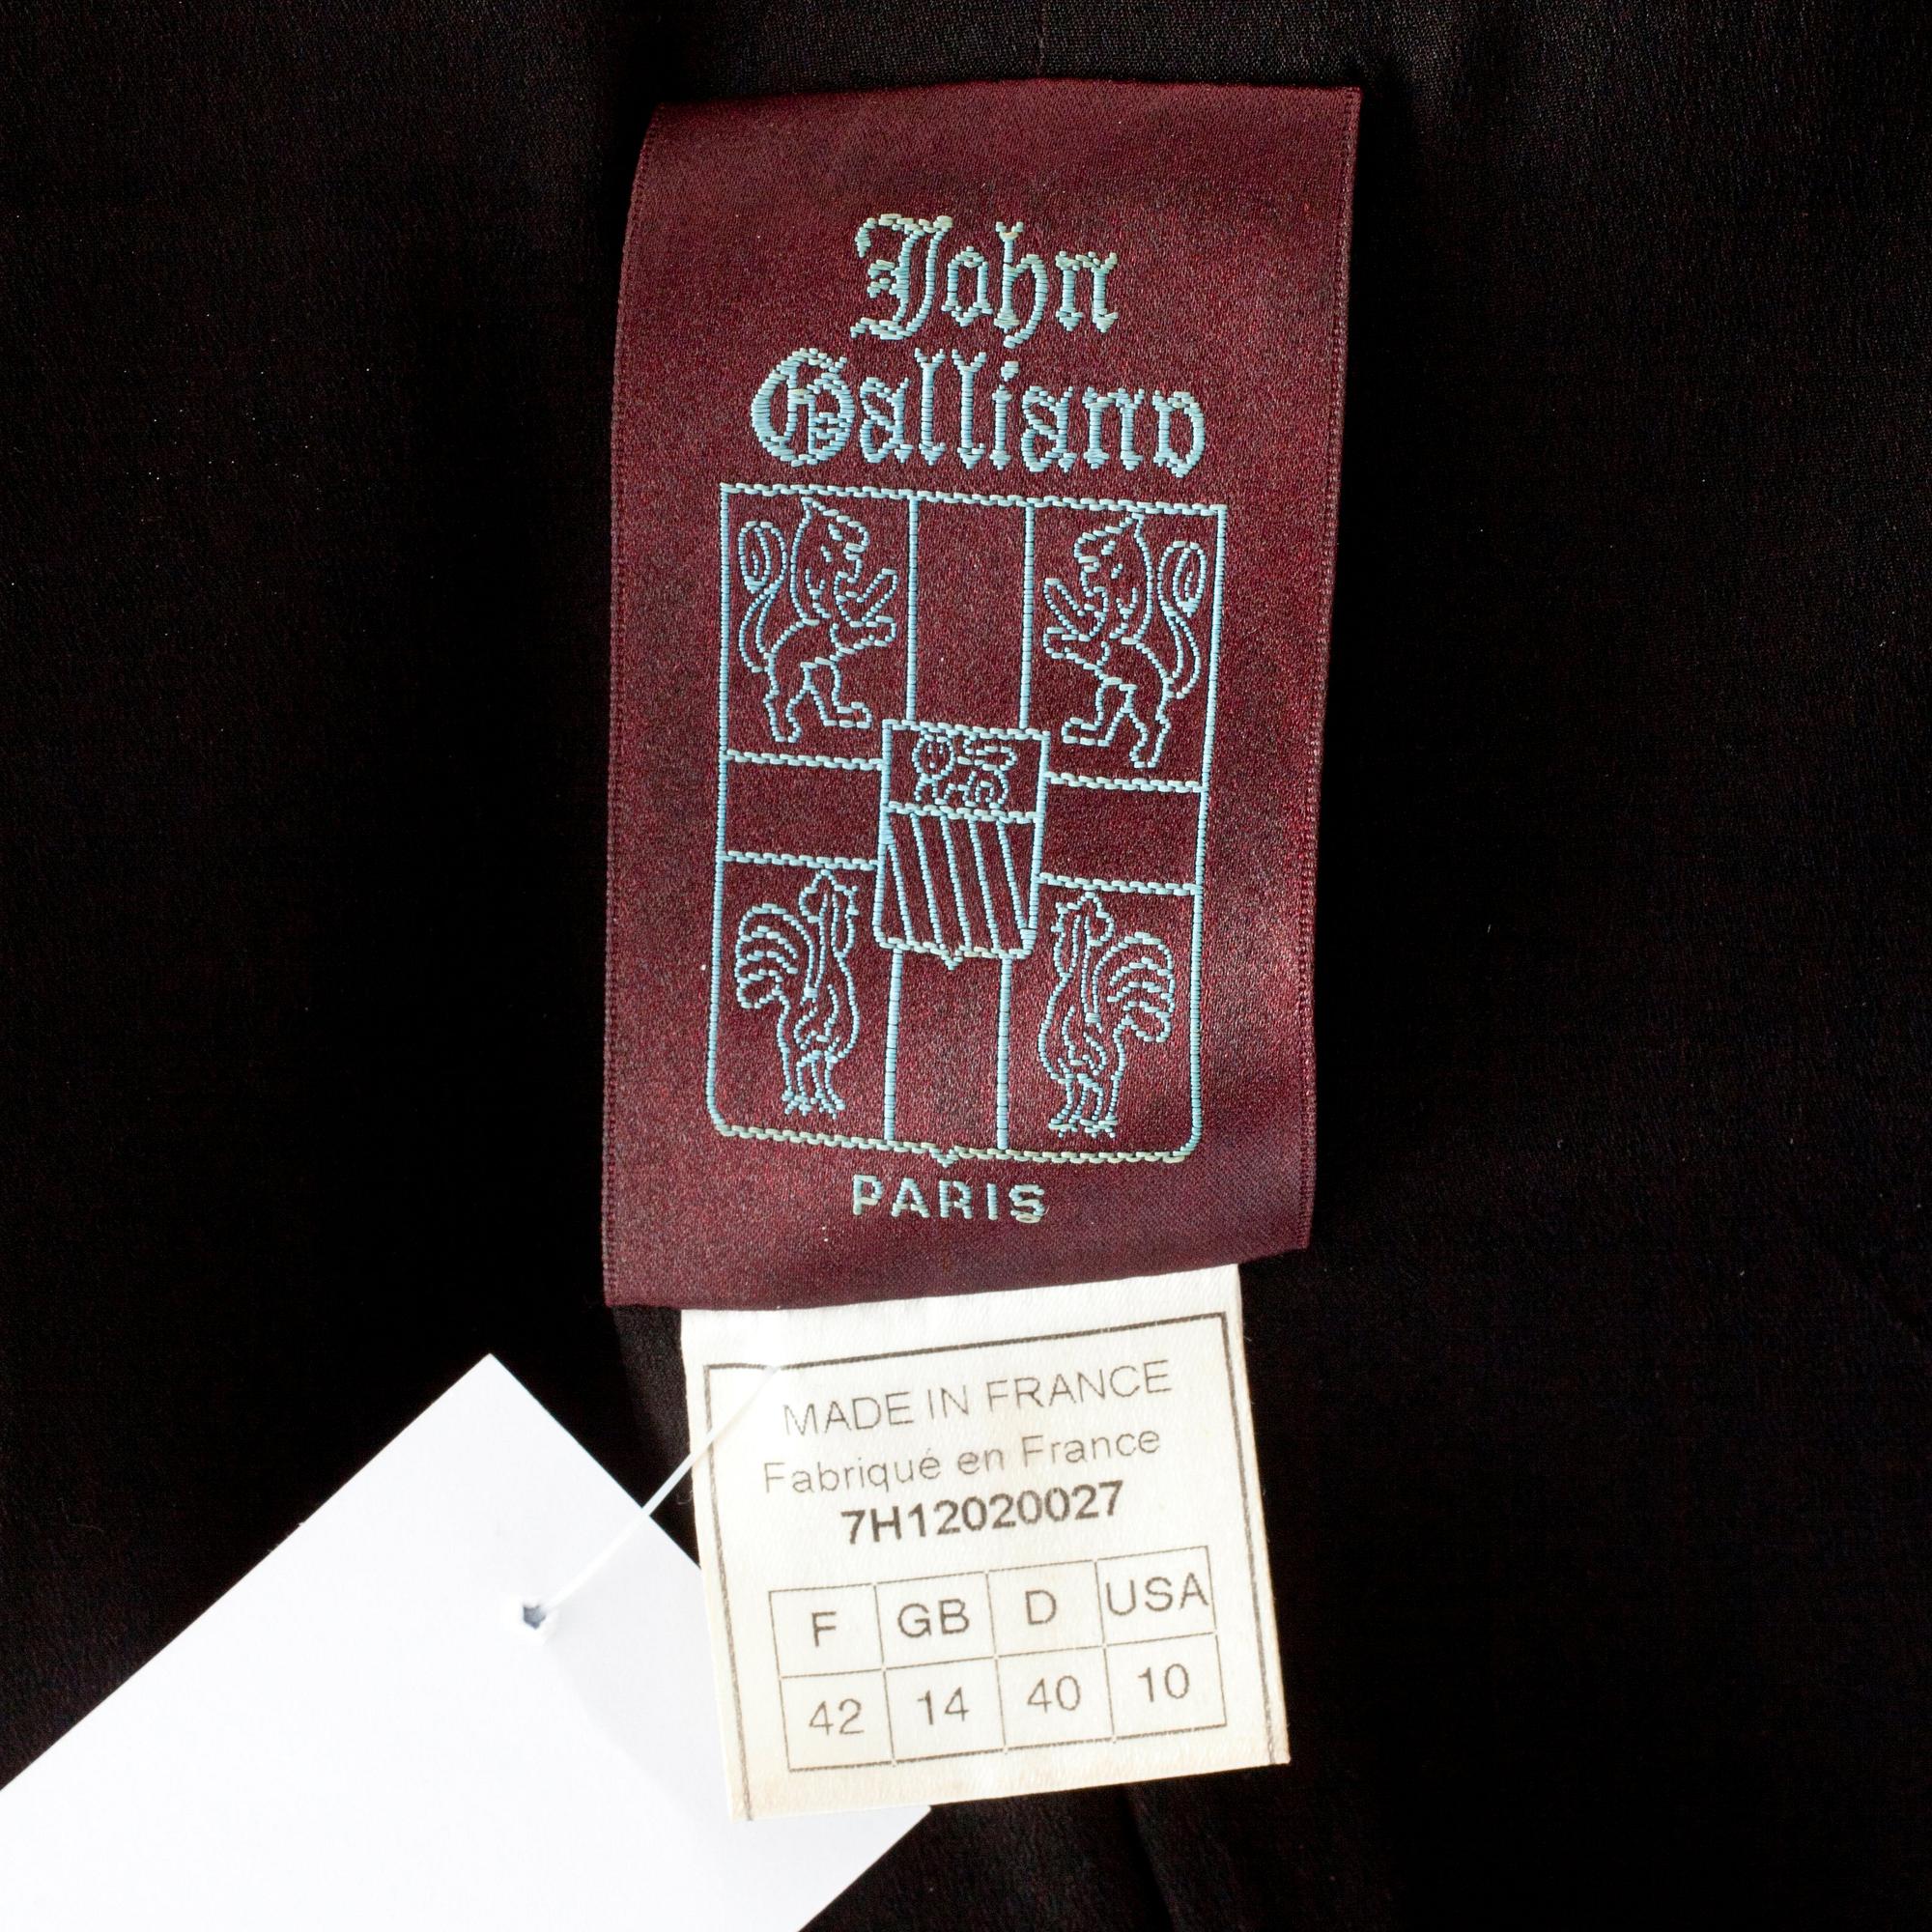 John
Galliano
PARIS
MADE IN FRANCE
Fabriqué en France
7H12020027
F GB D USA
42 14 40 10